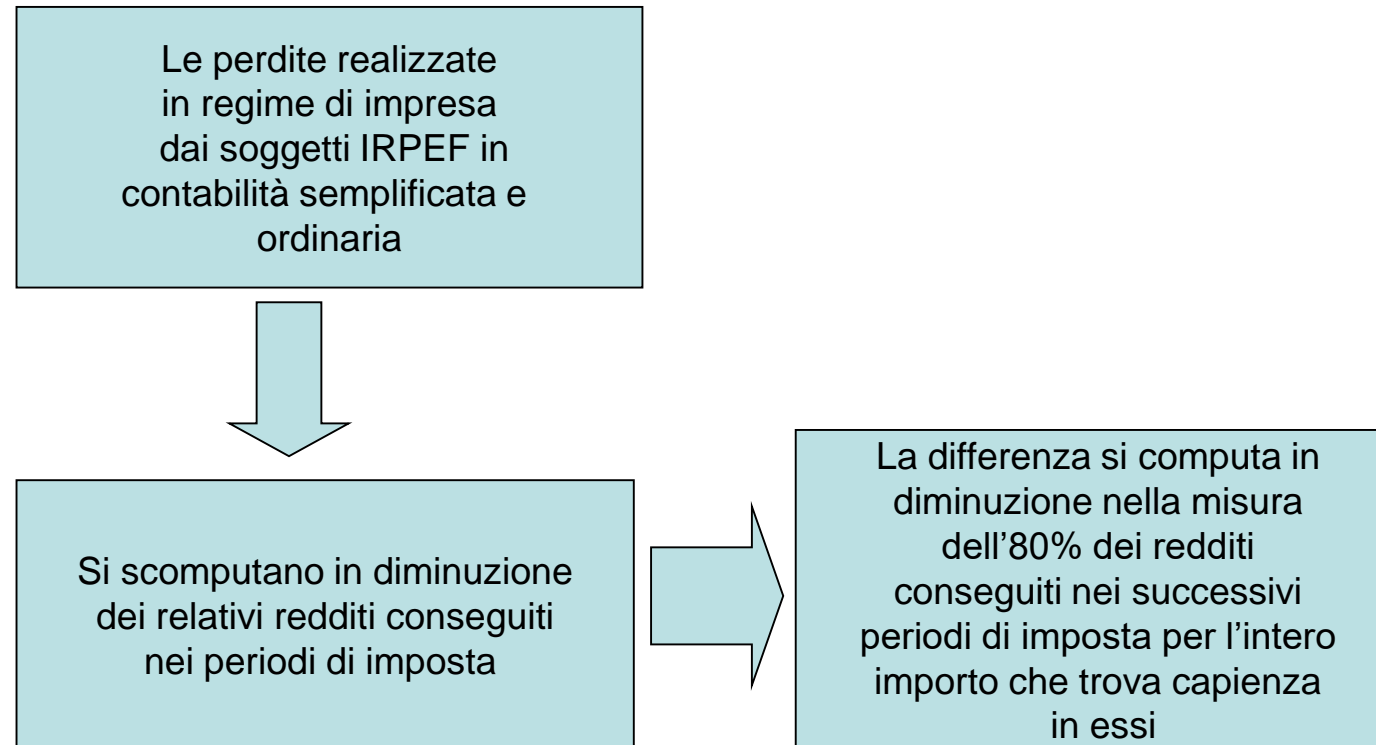 Le perdite realizzate
in regime di impresa
dai soggetti IRPEF in
contabilità semplificata e
ordinaria
Si scomputano in diminuzione
dei relativi redditi conseguiti
nei periodi di imposta
La differenza si computa in
diminuzione nella misura
dell’80% dei redditi
conseguiti nei successivi
periodi di imposta per l’intero
importo che trova capienza
in essi